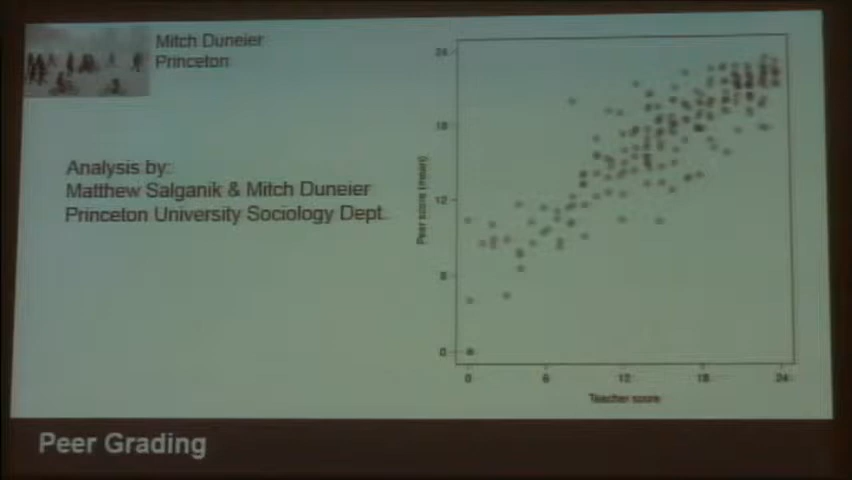 Mitch Duneier
Princeton
Analysis by:
Matthew Salganik & Mitch Duneier
Princeton University Sociology Dept.
Peer score (mean)
24
18
12
6
0
0
6
12
18
24
Teacher score
Peer Grading